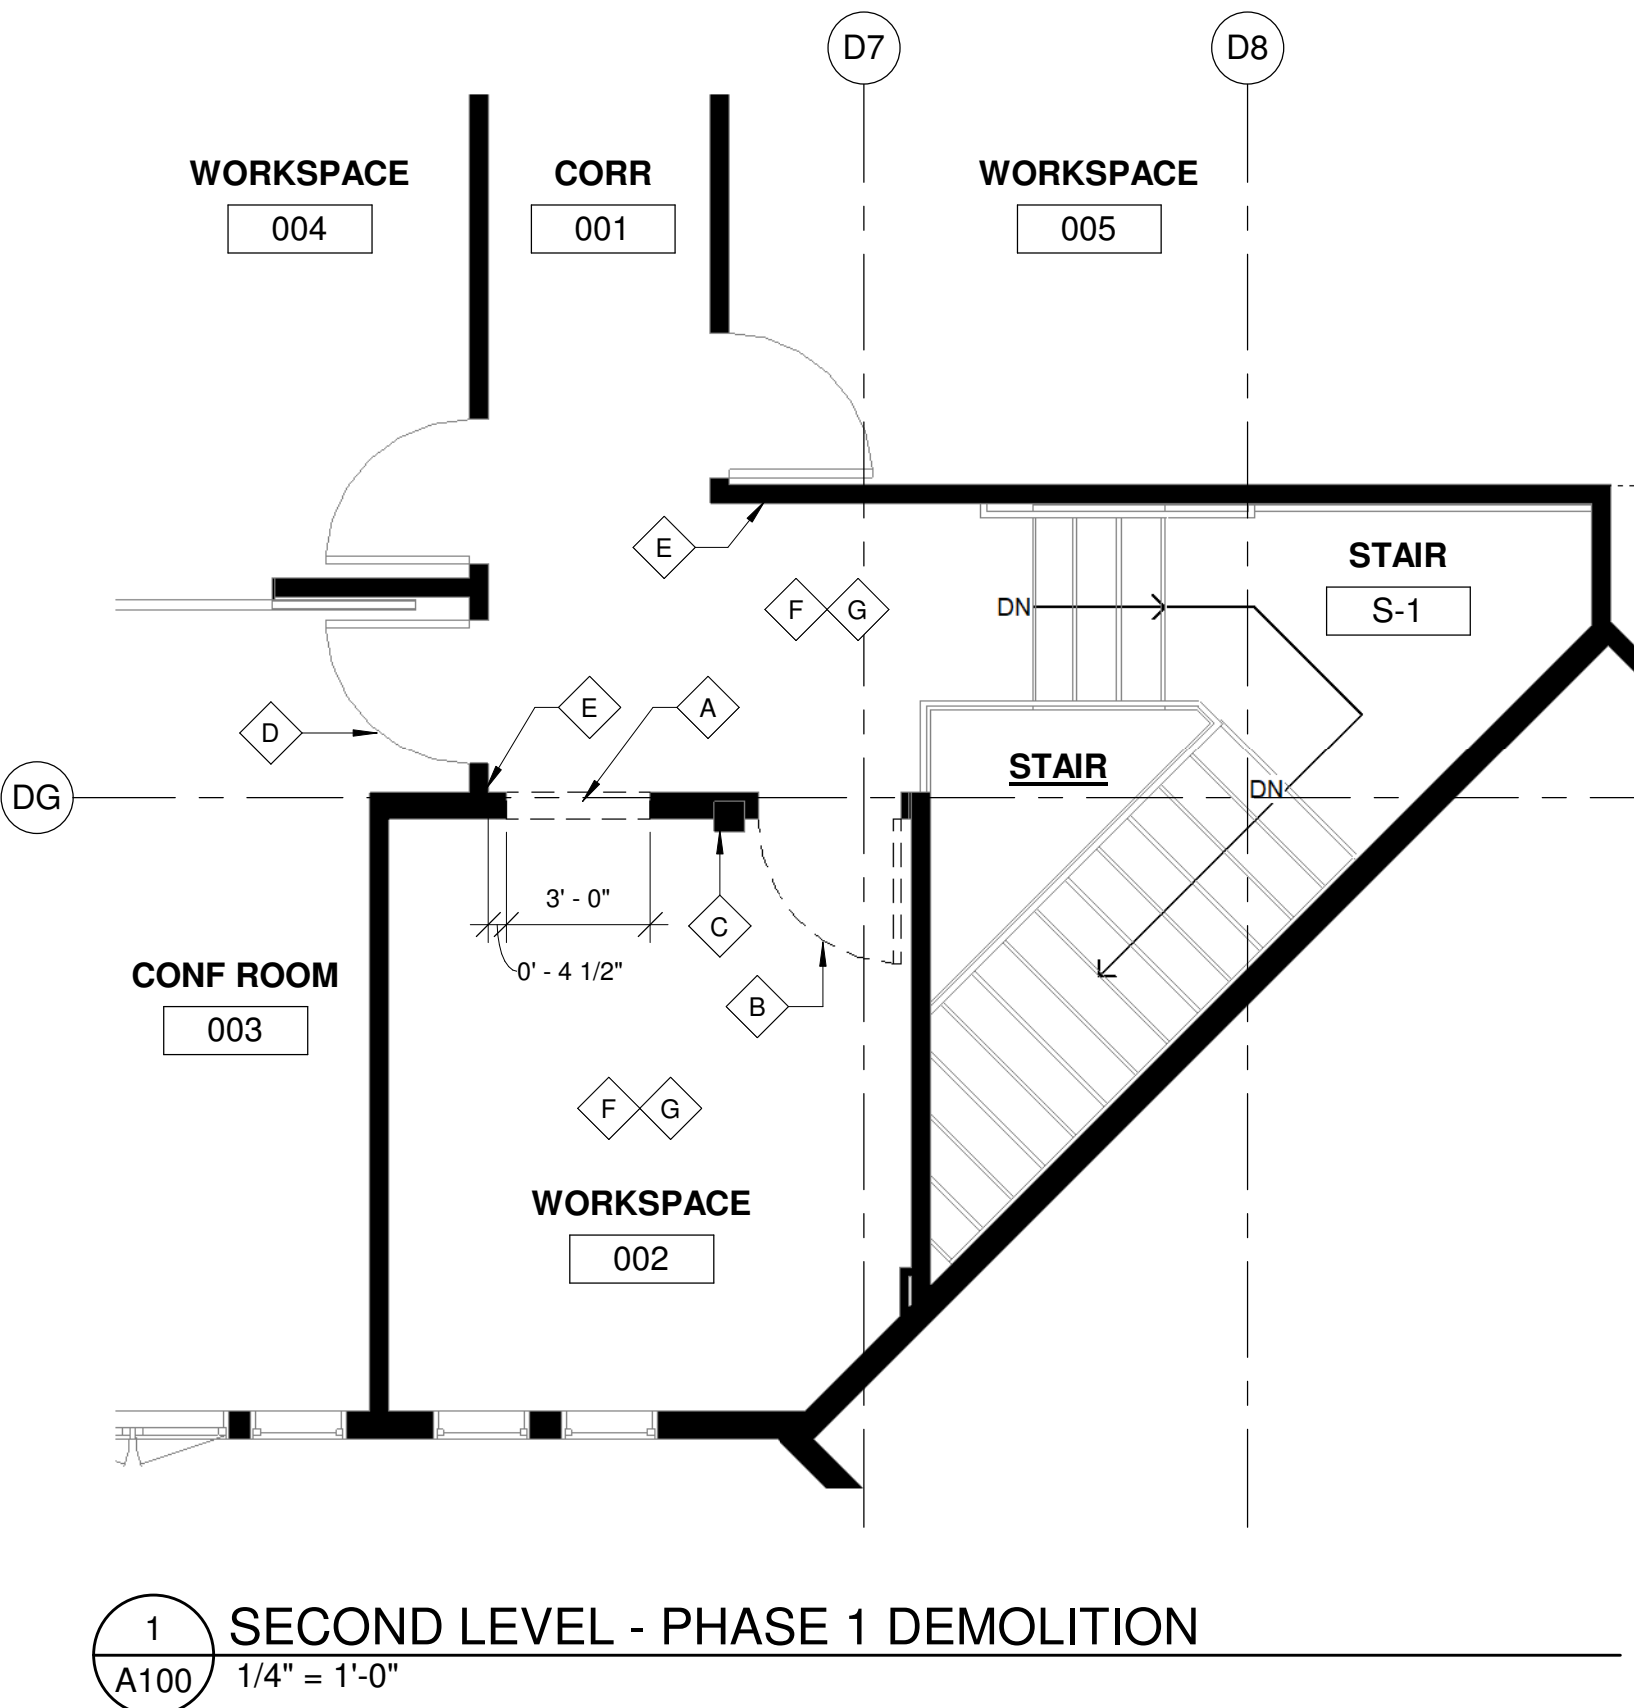 D7
D8
WORKSPACE
004
CORR
001
WORKSPACE
005
E
F
G
DN
STAIR
S-1
D
E
A
DG
STAIR
DN
3' - 0"
0' - 4 1/2"
C
B
CONF ROOM
003
F
G
WORKSPACE
002
1
A100
SECOND LEVEL - PHASE 1 DEMOLITION
1/4" = 1'-0"